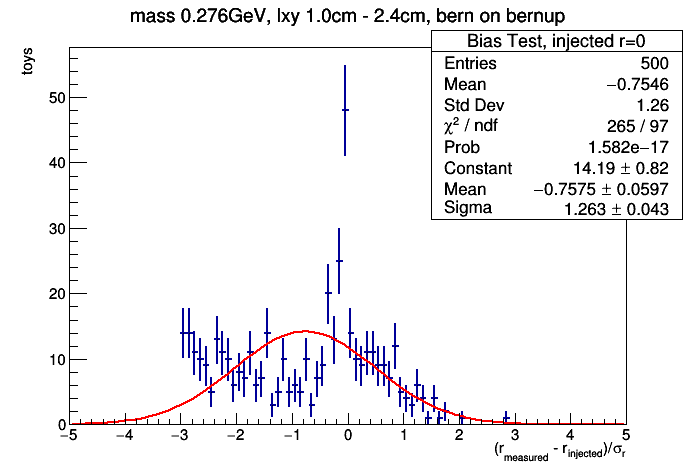 mass 0.276GeV, lxy 1.0cm - 2.4cm, bern on bernup
Bias Test, injected r=0
Entries 500
Mean −0.7546
Std Dev 1.26
χ² / ndf 265 / 97
Prob 1.582e−17
Constant 14.19 ± 0.82
Mean −0.7575 ± 0.0597
Sigma 1.263 ± 0.043
toys
50
40
30
20
10
0
−5 −4 −3 −2 −1 0 1 2 3 4 5
(r_measured - r_injected)/σ_r